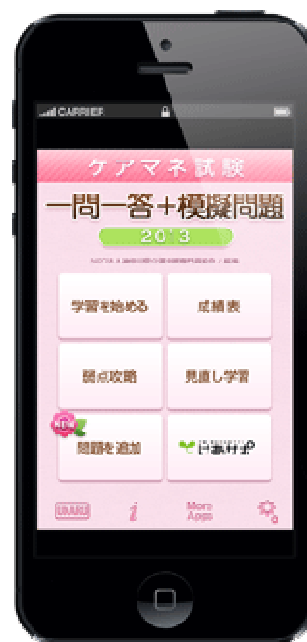 CARRIER
ケアマネ試験
一問一答+模擬問題
2013
学習を始める
成績表
弱点攻略
見直し学習
NEW
問題を追加
UKARU
i
More
Apps